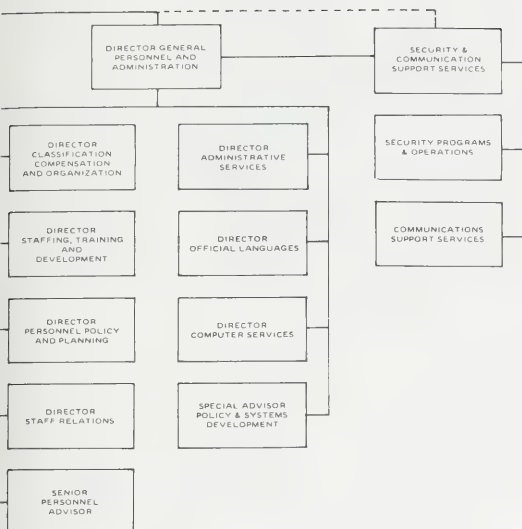 DIRECTOR GENERAL
PERSONNEL AND
ADMINISTRATION
SECURITY &
COMMUNICATION
SUPPORT SERVICES
DIRECTOR
CLASSIFICATION
COMPENSATION
AND ORGANIZATION
DIRECTOR
ADMINISTRATIVE
SERVICES
SECURITY PROGRAMS
& OPERATIONS
DIRECTOR
STAFFING, TRAINING
AND
DEVELOPMENT
DIRECTOR
OFFICIAL LANGUAGES
COMMUNICATIONS
SUPPORT SERVICES
DIRECTOR
PERSONNEL POLICY
AND PLANNING
DIRECTOR
COMPUTER SERVICES
DIRECTOR
STAFF RELATIONS
SPECIAL ADVISOR
POLICY & SYSTEMS
DEVELOPMENT
SENIOR
PERSONNEL
ADVISOR